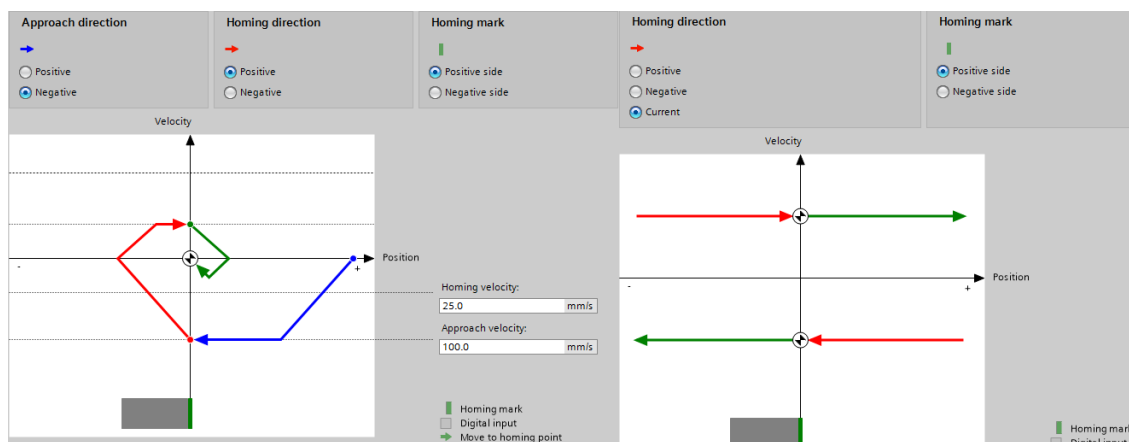 Approach direction
Positive
Negative
Homing direction
Positive
Negative
Homing mark
Positive side
Negative side
Velocity
Position
-
+
Homing velocity:
25.0 mm/s
Approach velocity:
100.0 mm/s
Homing mark
Digital input
Move to homing point
Homing direction
Positive
Negative
Current
Homing mark
Positive side
Negative side
Velocity
Position
-
+
Homing mark
Digital input